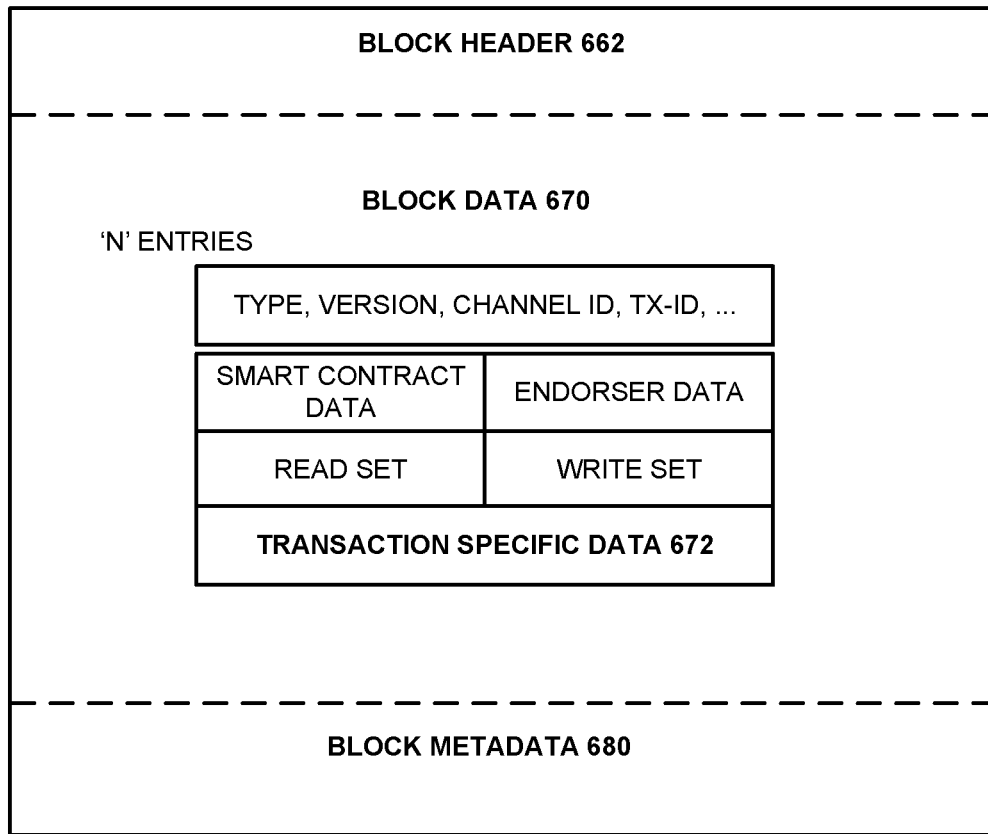 BLOCK HEADER 662
BLOCK DATA 670
‘N’ ENTRIES
TYPE, VERSION, CHANNEL ID, TX-ID, ...
SMART CONTRACT
DATA
ENDORSER DATA
READ SET
WRITE SET
TRANSACTION SPECIFIC DATA 672
BLOCK METADATA 680